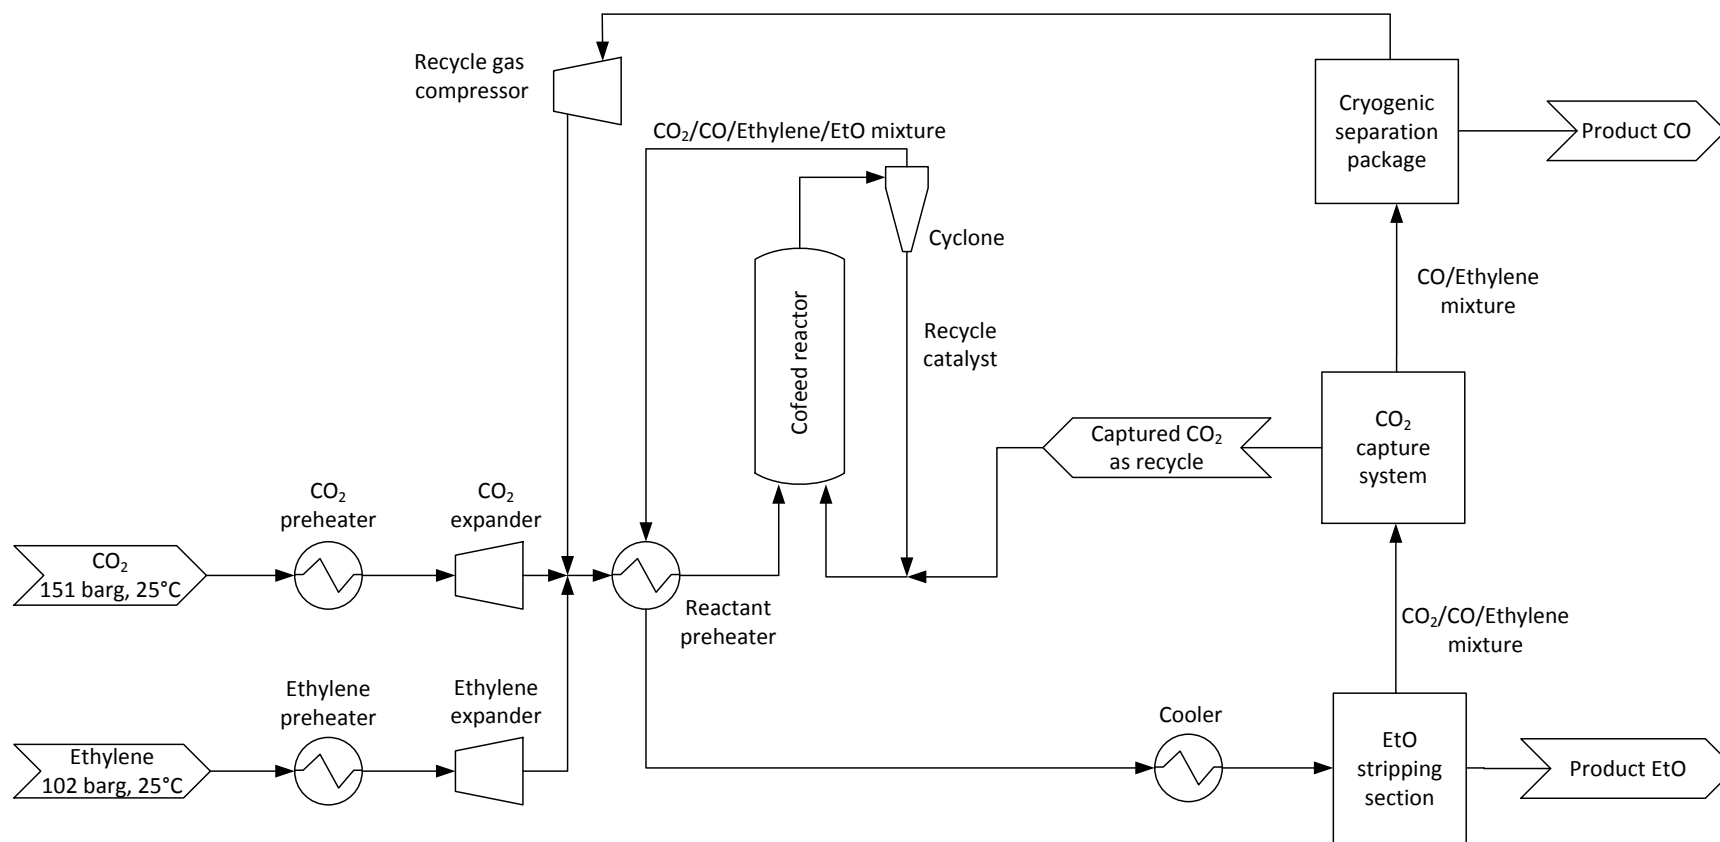 Recycle gas
compressor
CO₂/CO/Ethylene/EtO mixture
Cryogenic
separation
package
Product CO
Cyclone
Cofeed reactor
Recycle
catalyst
CO/Ethylene
mixture
Captured CO₂
as recycle
CO₂
capture
system
CO₂
preheater
CO₂
expander
CO₂
151 barg, 25°C
Reactant
preheater
CO₂/CO/Ethylene
mixture
Ethylene
preheater
Ethylene
expander
Ethylene
102 barg, 25°C
Cooler
EtO
stripping
section
Product EtO